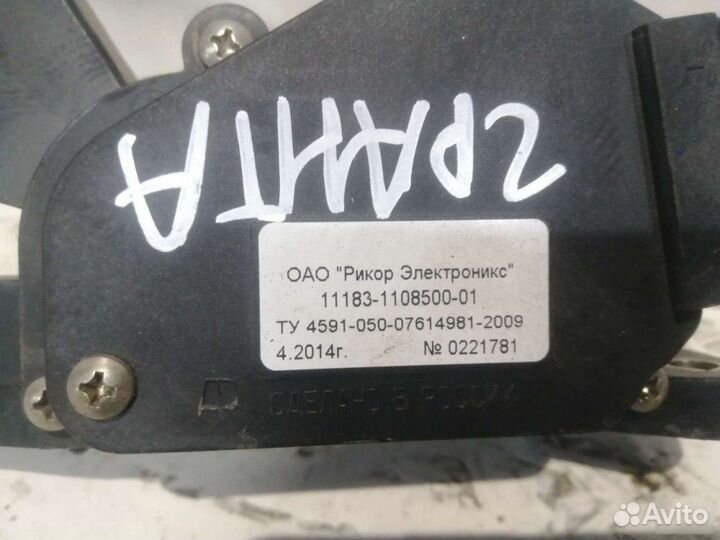 гранта
ОАО "Рикор Электроникс"
11183-1108500-01
ТУ 4591-050-07614981-2009
4.2014г. № 0221781
СДЕЛАНО В РОССИИ
Avito